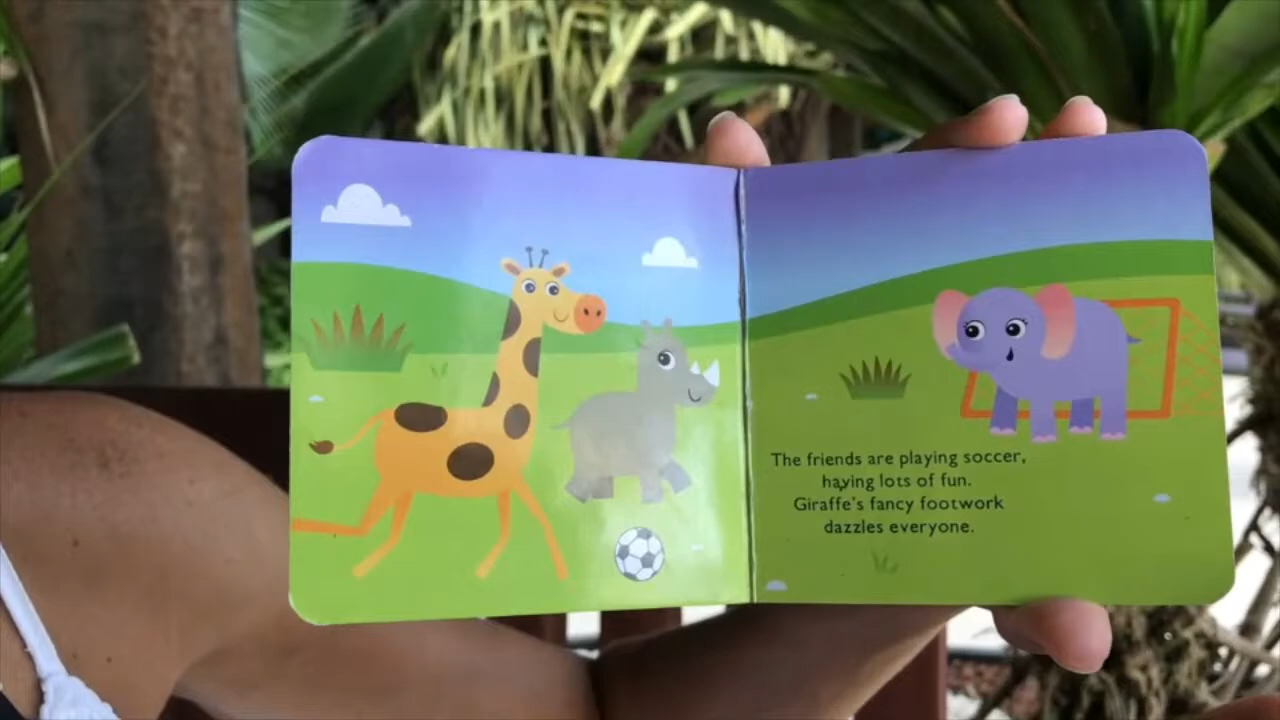 The friends are playing soccer,
having lots of fun.
Giraffe's fancy footwork
dazzles everyone.